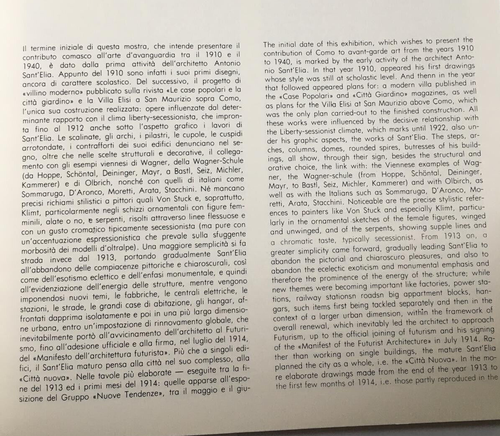 Il termine iniziale di questa mostra, che intende presentare il
contributo comasco all'arte d'avanguardia tra il 1910 e il
1940, è dato dalla prima attività dell'architetto Antonio
Sant'Elia. Appunto del 1910 sono infatti i suoi primi disegni,
ancora di carattere scolastico. Del successivo, il progetto di
«villino moderno» pubblicato sulla rivista «Le case popolari e la
città giardino» e la Villa Elisi a San Maurizio sopra Como,
l'unica sua costruzione realizzata: opere influenzate dal deter-
minante rapporto con il clima liberty-secessionista, che impron-
ta fino al 1912 anche sotto l'aspetto grafico i lavori di
Sant'Elia. Le scalinate, gli archi, i pilastri, le cupole, le cuspidi
arrotondate, i contrafforti dei suoi edifici denunciano nel se-
gno, oltre che nelle scelte strutturali e decorative, il collega-
mento con gli esempi viennesi di Wagner, della Wagner-Schule
(da Hoppe, Schöntal, Deininger, Mayr, a Bastl, Seiz, Michler,
Kammerer) e di Olbrich, nonché con quelli di italiani come
Sommaruga, D'Aronco, Moretti, Arata, Stacchini. Né mancano
precisi richiami stilistici a pittori quali Von Stuck e, soprattutto,
Klimt, particolarmente negli schizzi ornamentali con figure fem-
minili, alate o no, e serpenti, risolti attraverso linee flessuose e
con un gusto cromatico tipicamente secessionista (ma pure con
un'accentuazione espressionistica che prevale sulla struggente
morbosità dei modelli d'oltralpe). Una maggiore semplicità si fa
strada invece dal 1913, portando gradualmente Sant'Elia
all'abbandono delle compiacenze pittoriche e chiaroscurali, così
come dell'esotismo eclettico e dell'enfasi monumentale, e quindi
all'evidenziazione dell'energia delle strutture, mentre vengono
imponendosi nuovi temi, le fabbriche, le centrali elettriche, le
stazioni, le strade, le grandi case di abitazione, gli hangar, af-
frontati dapprima isolatamente e poi in una più larga dimensio-
ne urbana, entro un'impostazione di rinnovamento globale, che
inevitabilmente portò all'avvicinamento dell'architetto al Futuri-
smo, fino all'adesione ufficiale e alla firma, nel luglio del 1914,
del «Manifesto dell'architettura futurista». Più che a singoli edi-
fici, il Sant'Elia maturo pensa alla città nel suo complesso, alla
«Città nuova». Nelle tavole più elaborate — eseguite tra la fi-
ne del 1913 ed i primi mesi del 1914: quelle apparse all'espo-
sizione del Gruppo «Nuove Tendenze», tra il maggio e il giu-
The initial date of this exhibition, which wishes to present the
contribution of Como to avant-garde art from the years 1910
to 1940, is marked by the early activity of the architect Anto-
nio Sant'Elia. In that year, 1910, appeared his first drawings
whose style was still at scholastic level. And thenn in the year
that followed appeared plans for: a modern villa published in
the «Case Popolari» and «Città Giardino» magazines, as well
as plans for the Villa Elisi at San Maurizio above Como, which
was the only plan carried-out to the finished construction. All
these works were influenced by the decisive relationship with
the Liberty-sessionist climate, which marks until 1922, also un-
der his graphic aspects, the works of Sant'Elia. The steps, ar-
ches, columns, domes, rounded spires, butresses of his build-
ings, all show, through their sign, besides the structural and
orative choice, the link with: the Viennese examples of Wag-
ner, the Wagner-schule (from Hoppe, Schöntal, Deininger,
Mayr, to Bastl, Seiz, Michler, Kammerer) and with Olbirch, as
well as with the Italians such as Sommaruga, D'Aronco, Mo-
retti, Arata, Stacchini. Noticeable are the precise stylistic refer-
ences to painters like Von Stuck and especially Klimt, particul-
arly in the ornamental sketches of the female figures, winged
and unwinged, and of the serpents, showing supple lines and
a chromatic taste, typically secessionist. From 1913 on, a
greater simplicity came forward, gradually leading Sant'Elia to
abandon the pictorial and chiaroscuro pleasures, and also to
abandon the eclectic exoticism and monumental emphasis and
therefore the prominence of the energy of the structure; while
new themes were becoming important like factories, power sta-
tions, railway stationsn roadsn big appartment blocks, han-
gars, such items first being tackled separately and then in the
context of a larger urban dimension, within the framework of
overall renewal, which inevitably led the architect to approach
Futurism, up to the official joining of Futurism and his signing
of the «Manifest of the Futurist Architecture» in July 1914. Ra-
ther than working on single buildings, the mature Sant'Elia
planned the city as a whole, i.e. the «Città Nuova». In the mo-
re elaborate drawings made from the end of the year 1913 to
the first few months of 1914, i.e. those partly reproduced in the